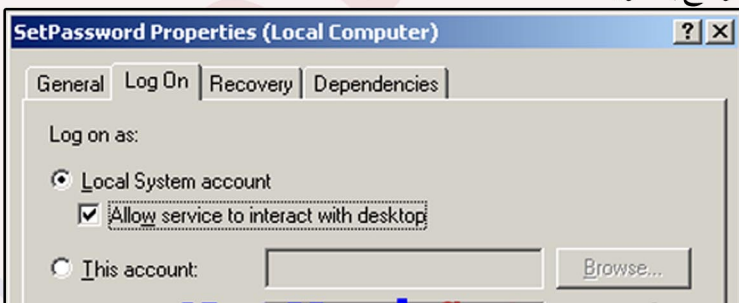 SetPassword Properties (Local Computer)
General Log On Recovery Dependencies
Log on as:
Local System account
Allow service to interact with desktop
This account:
Browse...